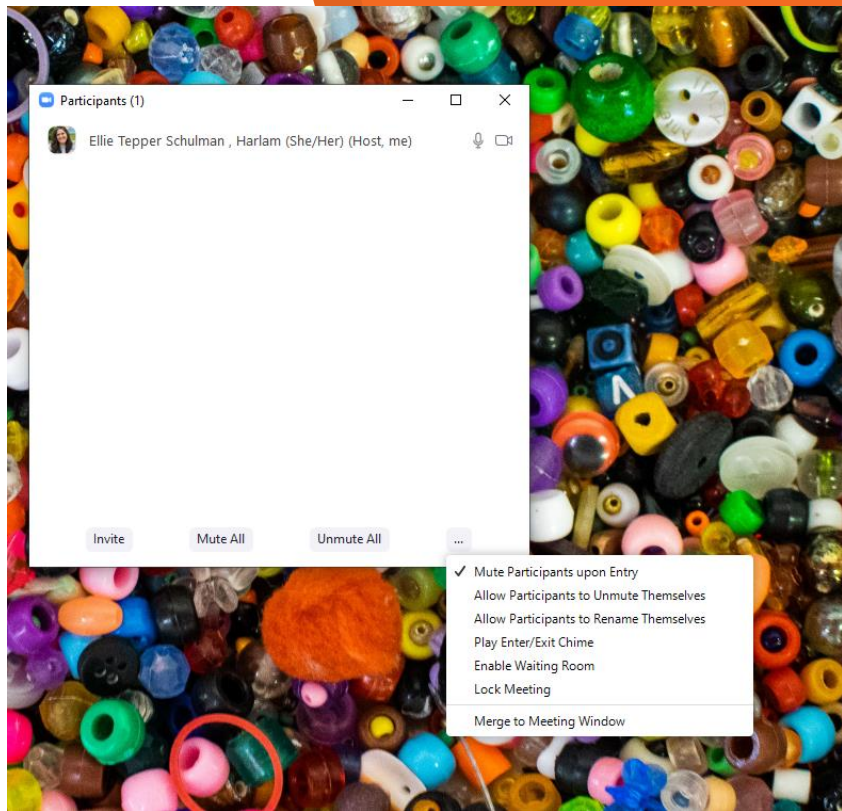 Participants (1)
Ellie Tepper Schulman , Harlam (She/Her) (Host, me)
Invite Mute All Unmute All ...
Mute Participants upon Entry
Allow Participants to Unmute Themselves
Allow Participants to Rename Themselves
Play Enter/Exit Chime
Enable Waiting Room
Lock Meeting
Merge to Meeting Window